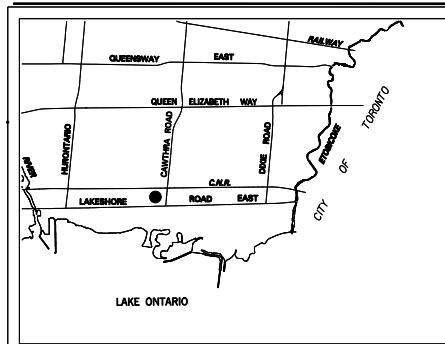 RAILWAY
QUEENSWAY EAST
QUEEN ELIZABETH WAY
HURONTARIO
CAWTHRA ROAD
DIXIE ROAD
ETOBICOKE
CITY OF TORONTO
RIVER
C.N.R.
LAKESHORE ROAD EAST
LAKE ONTARIO